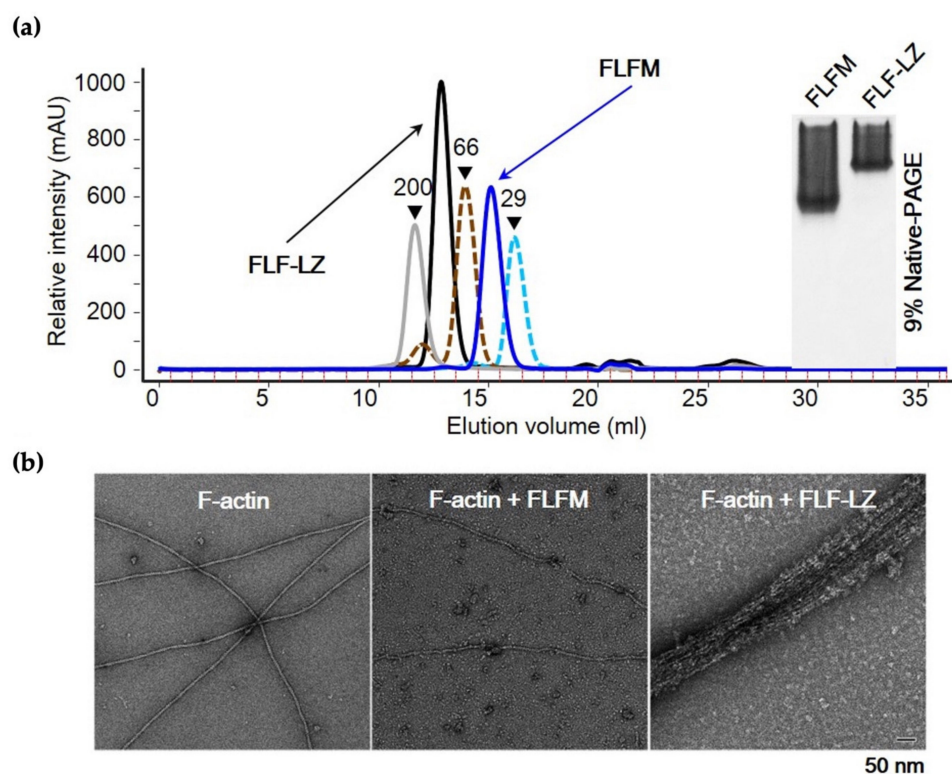 (a)
FLFM
FLFM
FLF-LZ
1000
800
600
400
200
0
Relative intensity (mAU)
200
66
29
FLF-LZ
9% Native-PAGE
0
5
10
15
20
25
30
35
Elution volume (ml)
(b)
F-actin
F-actin + FLFM
F-actin + FLF-LZ
50 nm